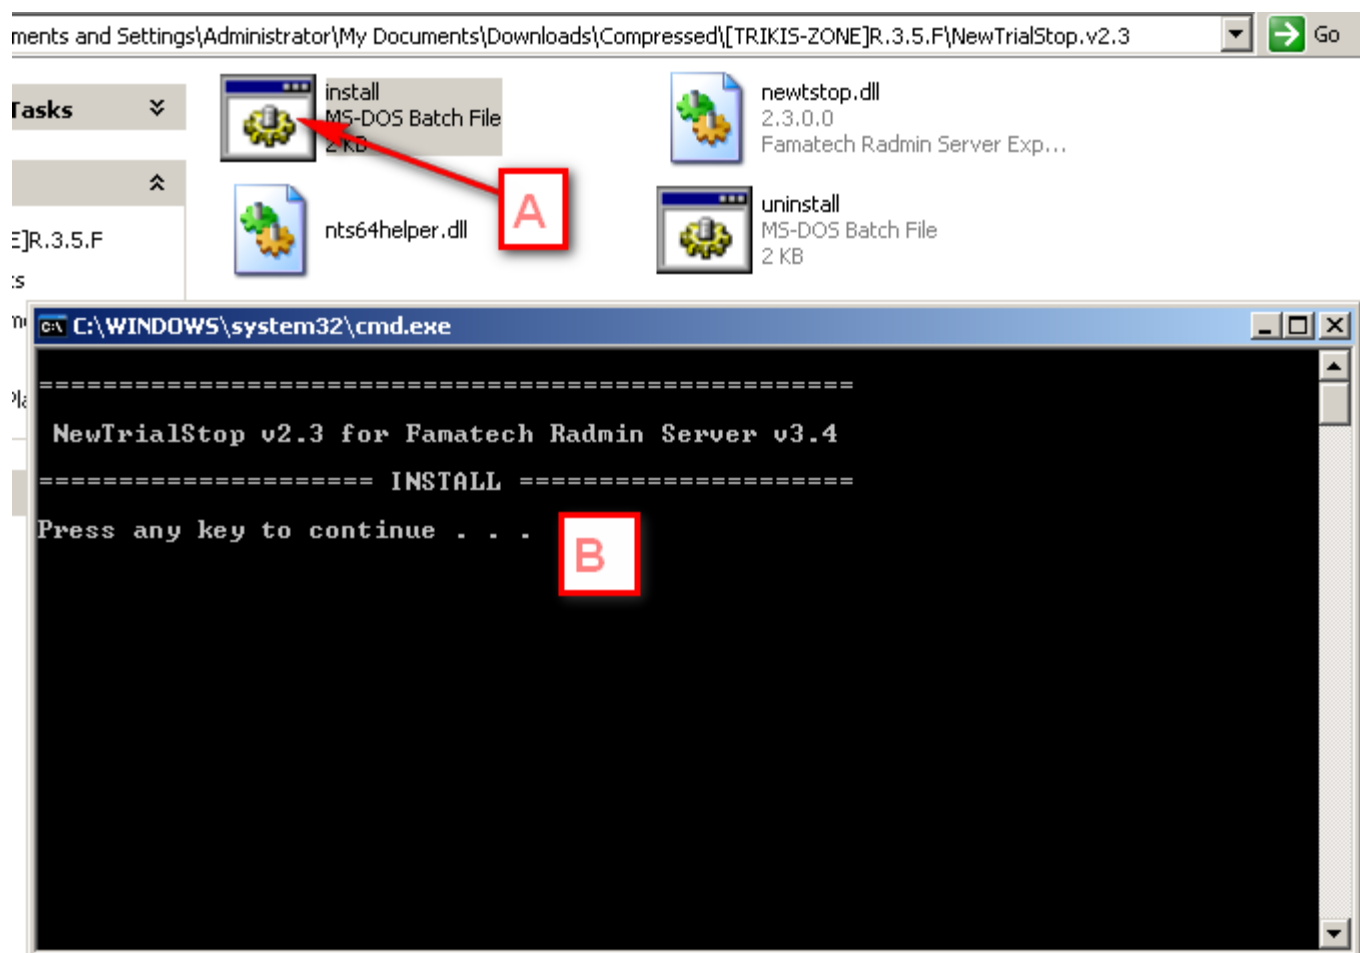 ments and Settings\Administrator\My Documents\Downloads\Compressed\[TRIKIS-ZONE]R.3.5.F\NewTrialStop.v2.3
Go
Tasks
install
MS-DOS Batch File
2 KB
newtstop.dll
2.3.0.0
Famatech Radmin Server Exp...
A
nts64helper.dll
uninstall
MS-DOS Batch File
2 KB
E]R.3.5.F
C:\WINDOWS\system32\cmd.exe
===================================================
NewTrialStop v2.3 for Famatech Radmin Server v3.4
===================== INSTALL =====================
Press any key to continue . . .
B